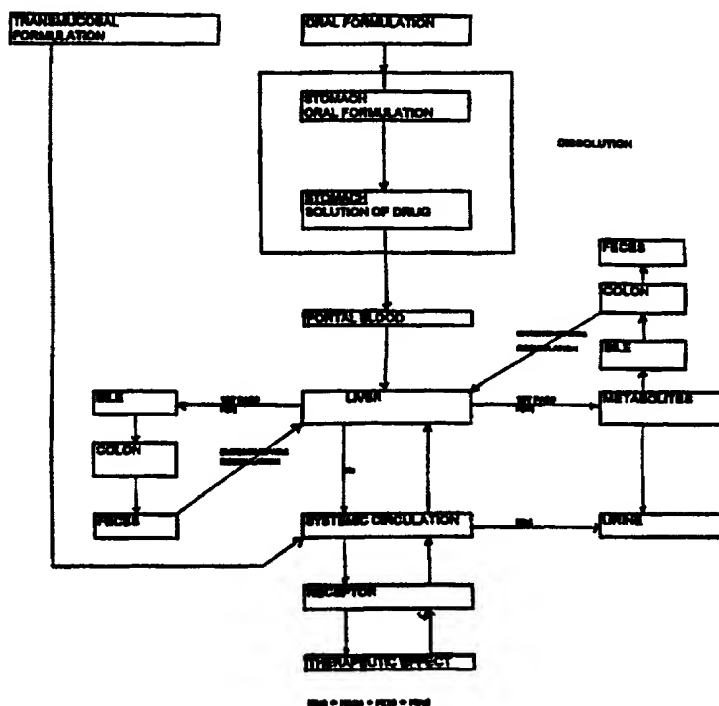 TRANSMUCOSAL
FORMULATION
ORAL FORMULATION
STOMACH
ORAL FORMULATION
DISSOLUTION
STOMACH
SOLUTION OF DRUG
FECES
COLON
PORTAL BLOOD
BILE
BILE
LIVER
METABOLITES
COLON
FECES
SYSTEMIC CIRCULATION
URINE
RECEPTOR
THERAPEUTIC EFFECT